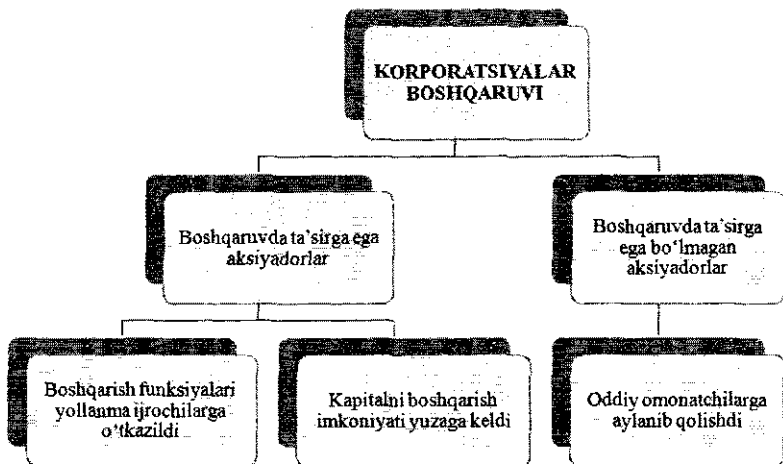 KORPORATSIYALAR
BOSHQARUVI
Boshqaruvda ta'sirga ega
aksiyadorlar
Boshqaruvda ta'sirga
ega bo‘lmagan
aksiyadorlar
Boshqarish funksiyalari
yollanma ijrochilarga
o‘tkazildi
Kapitalni boshqarish
imkoniyati yuzaga keldi
Oddiy omonatchilarga
aylanib qolishdi